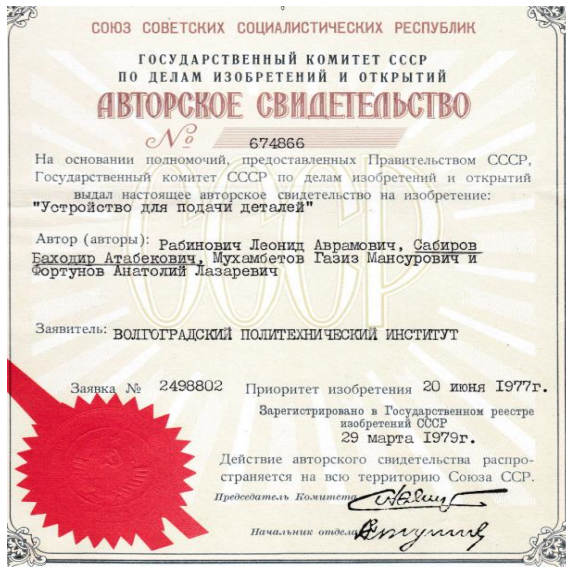 СОЮЗ СОВЕТСКИХ СОЦИАЛИСТИЧЕСКИХ РЕСПУБЛИК
ГОСУДАРСТВЕННЫЙ КОМИТЕТ СССР
ПО ДЕЛАМ ИЗОБРЕТЕНИЙ И ОТКРЫТИЙ
АВТОРСКОЕ СВИДЕТЕЛЬСТВО
№ 674866
На основании полномочий, предоставленных Правительством СССР,
Государственный комитет СССР по делам изобретений и открытий
выдал настоящее авторское свидетельство на изобретение:
"Устройство для подачи деталей"
Автор (авторы): Рабинович Леонид Аврамович, Сабиров
Баходир Атабекович, Мухамбетов Газиз Мансурович и
Фортунов Анатолий Лазаревич
Заявитель: ВОЛГОГРАДСКИЙ ПОЛИТЕХНИЧЕСКИЙ ИНСТИТУТ
Заявка № 2498802 Приоритет изобретения 20 июня I977г.
Зарегистрировано в Государственном реестре
изобретений СССР
29 марта I979г.
Действие авторского свидетельства распро-
страняется на всю территорию Союза ССР.
Председатель Комитета
Начальник отдела
СССР